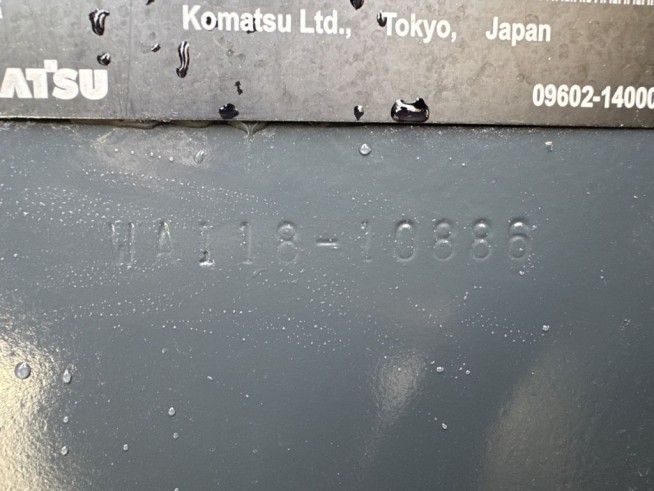 Komatsu Ltd., Tokyo, Japan
ATSU
09602-14000
WA118-10886